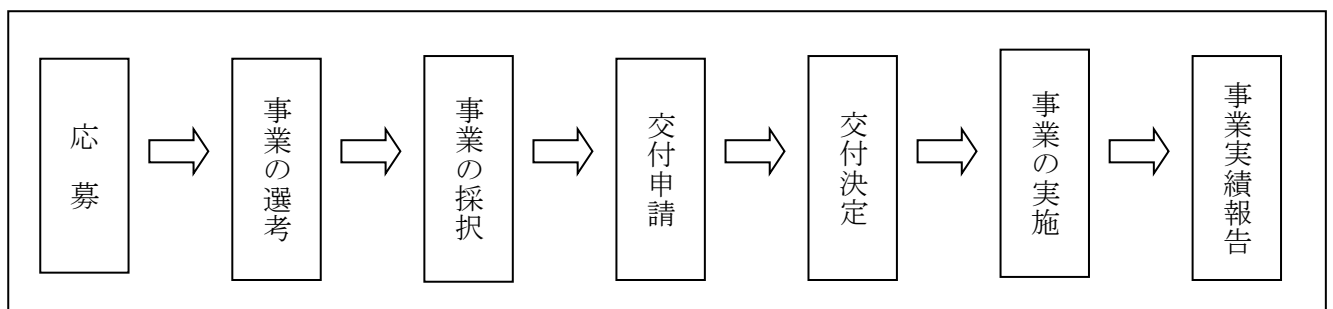 応募
事業の選考
事業の採択
交付申請
交付決定
事業の実施
事業実績報告